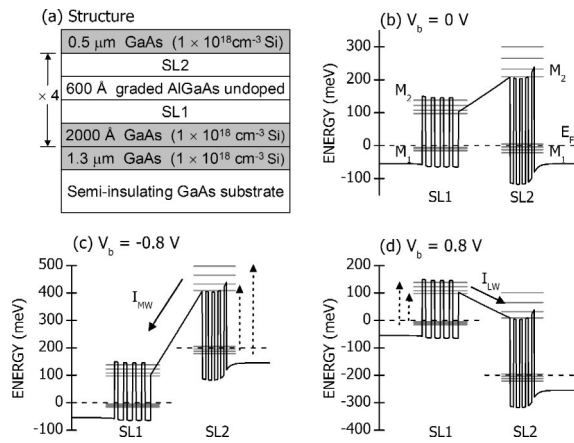 (a) Structure
0.5 μm GaAs (1 × 10¹⁸cm⁻³ Si)
SL2
600 Å graded AlGaAs undoped
SL1
2000 Å GaAs (1 × 10¹⁸ cm⁻³ Si)
1.3 μm GaAs (1 × 10¹⁸ cm⁻³ Si)
Semi-insulating GaAs substrate
× 4
(b) V_b = 0 V
ENERGY (meV)
300
200
100
0
-100
M₂
M₂
E_F
M₁
M₁
SL1 SL2
(c) V_b = -0.8 V
ENERGY (meV)
500
400
300
200
100
0
-100
I_MW
SL1 SL2
(d) V_b = 0.8 V
ENERGY (meV)
200
100
0
-100
-200
-300
-400
I_LW
SL1 SL2